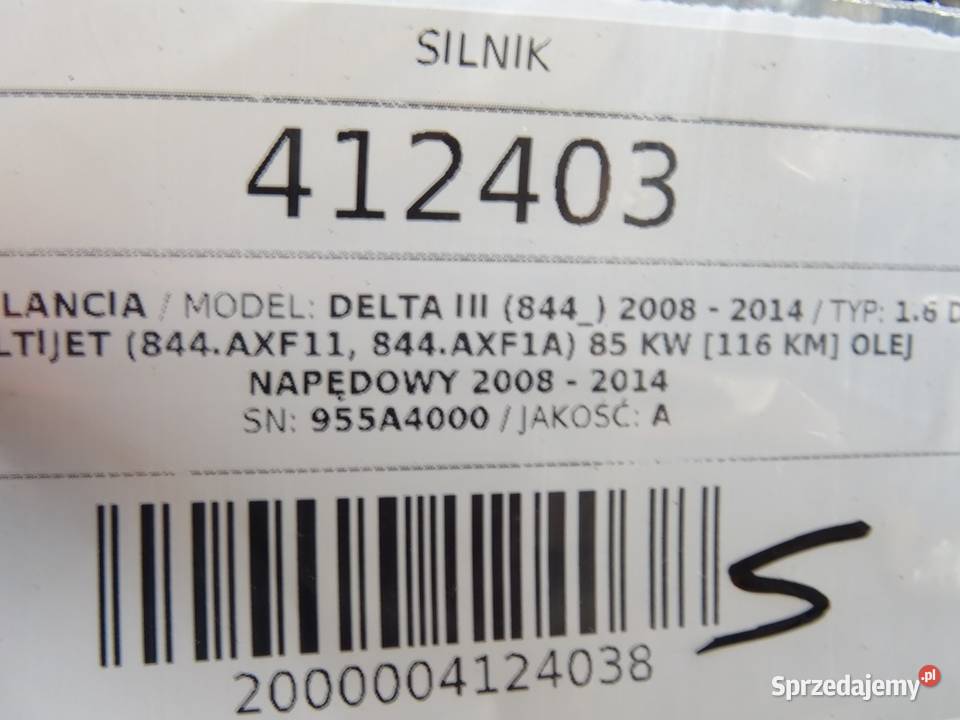 SILNIK
412403
LANCIA / MODEL: DELTA III (844_) 2008 - 2014 / TYP: 1.6 D
LTIJET (844.AXF11, 844.AXF1A) 85 KW [116 KM] OLEJ
NAPĘDOWY 2008 - 2014
SN: 955A4000 / JAKOŚĆ: A
2000004124038
S
Sprzedajemy.pl